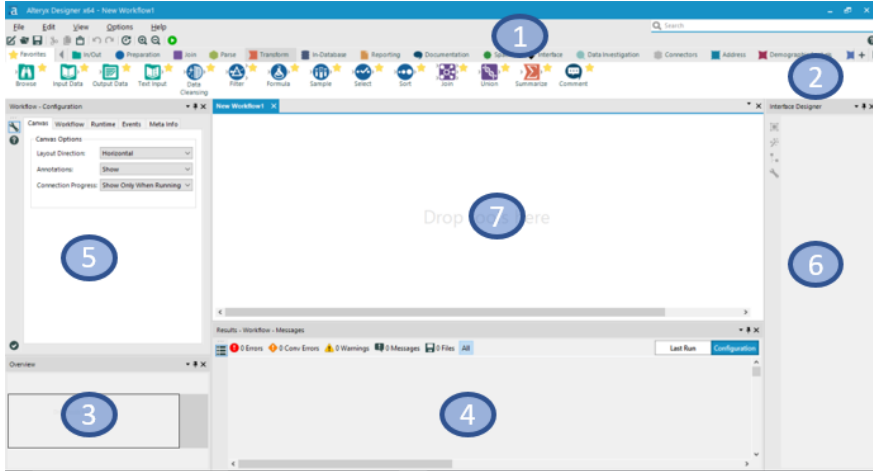 a Alteryx Designer x64 - New Workflow1
File Edit View Options Help
Search
1
Favorites In/Out Preparation Join Parse Transform In-Database Reporting Documentation Interface Data Investigation Connectors Address
Browse Input Data Output Data Text Input Data Cleansing Filter Formula Sample Select Sort Join Union Summarize Comment
2
Workflow - Configuration
New Workflow1
Interface Designer
Canvas Workflow Runtime Events Meta Info
Canvas Options
Layout Direction: Horizontal
Annotations: Show
Connection Progress: Show Only When Running
Drop here
7
5
6
Results - Workflow - Messages
0 Errors 0 Conv Errors 0 Warnings 0 Messages 0 Files All
Last Run Configuration
Overview
3
4